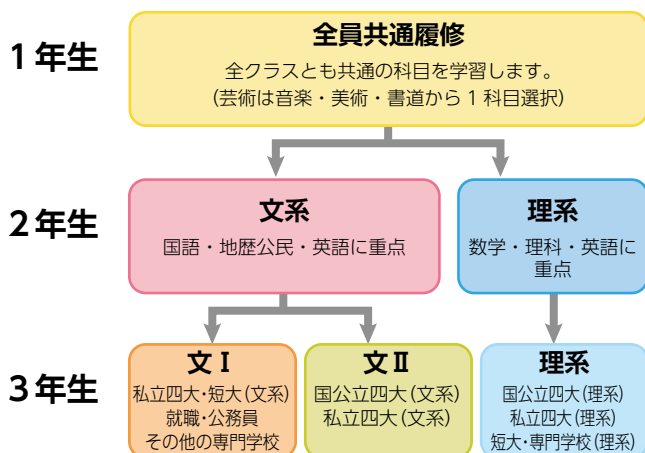 1年生
全員共通履修
全クラスとも共通の科目を学習します。
(芸術は音楽・美術・書道から1科目選択)
2年生
文系
国語・地歴公民・英語に重点
理系
数学・理科・英語に
重点
3年生
文Ⅰ
私立四大・短大(文系)
就職・公務員
その他の専門学校
文Ⅱ
国公立四大(文系)
私立四大(文系)
理系
国公立四大(理系)
私立四大(理系)
短大・専門学校(理系)